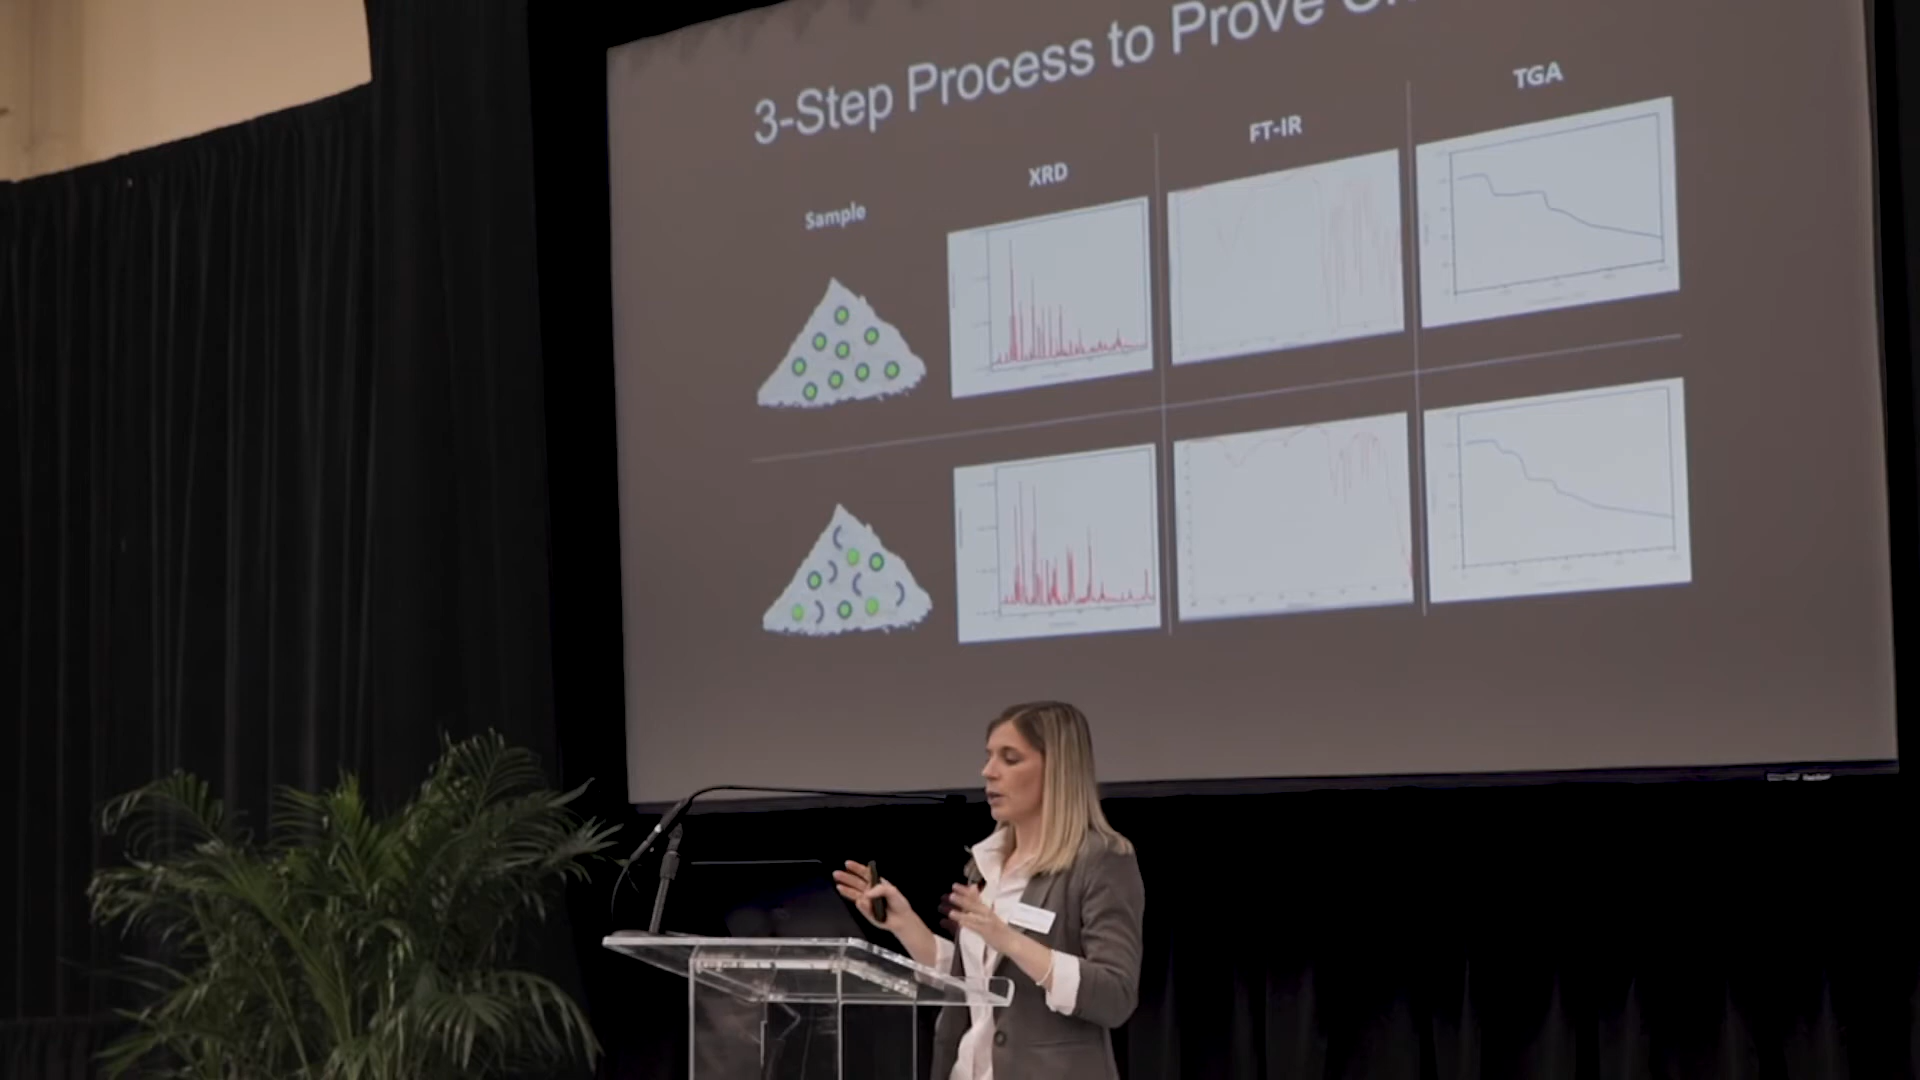 3-Step Process to Prove
TGA
FT-IR
XRD
Sample